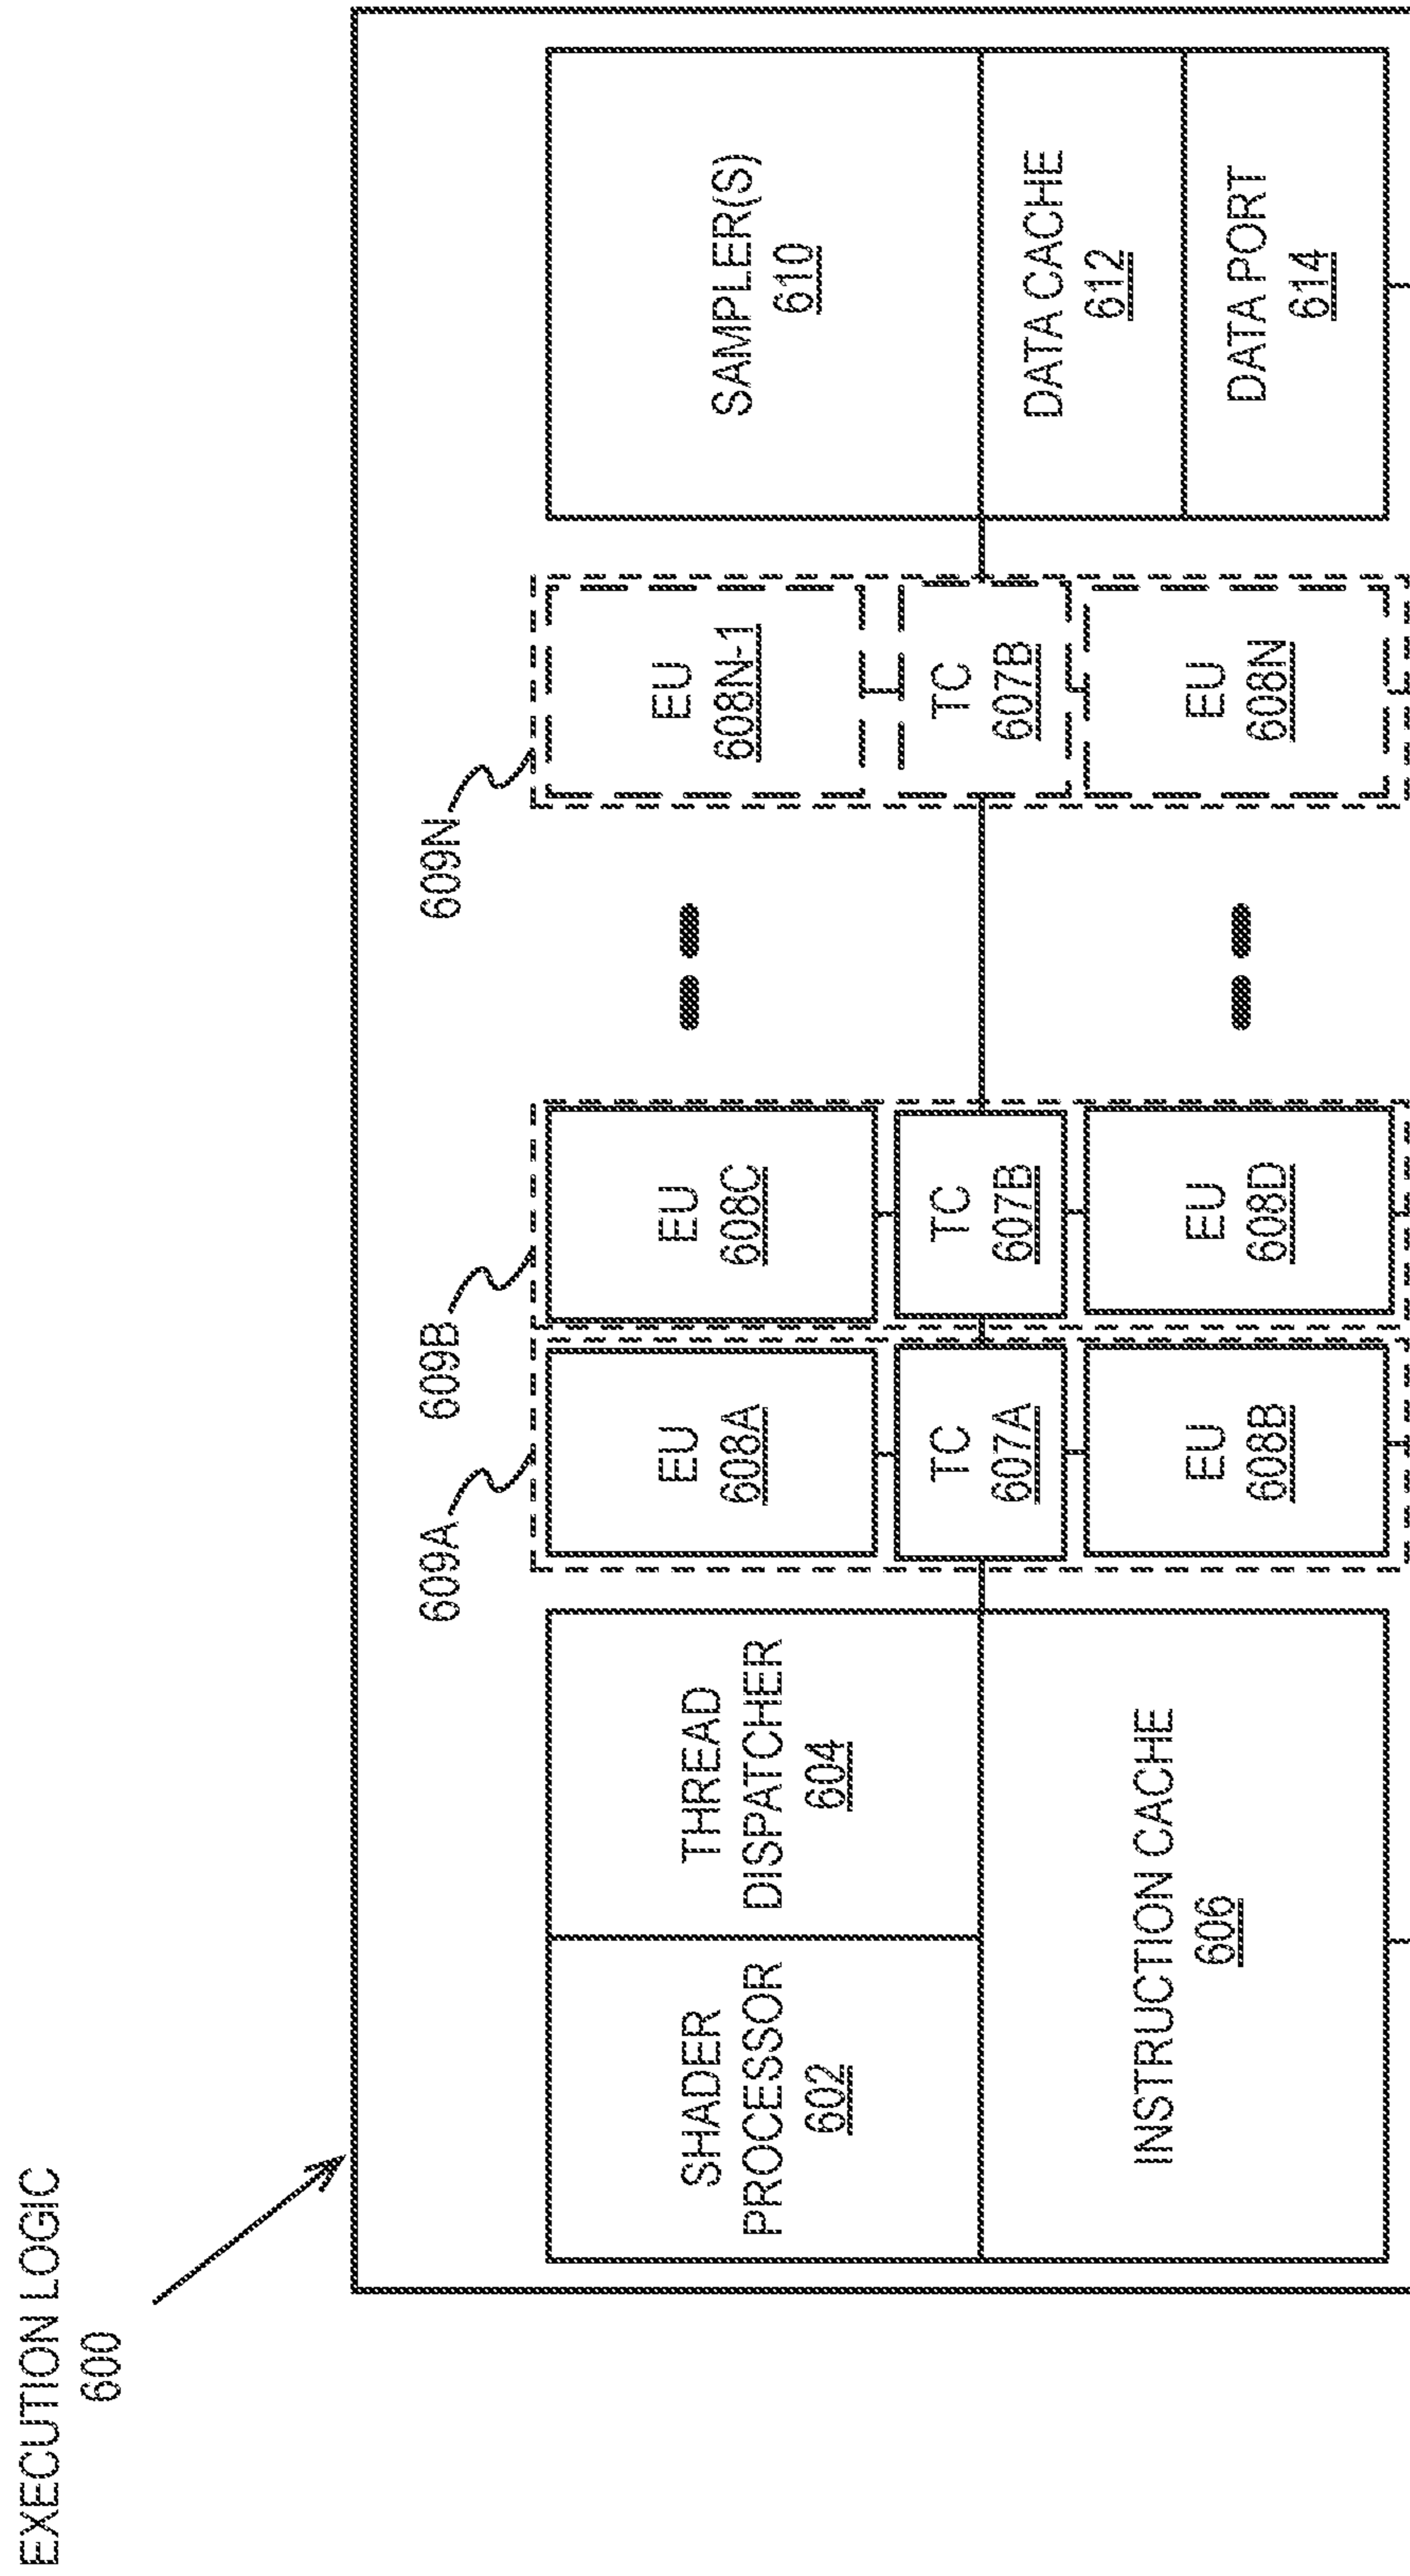 EXECUTION LOGIC
600
609A
609B
609N
SHADER
PROCESSOR
602
THREAD
DISPATCHER
604
INSTRUCTION CACHE
606
EU
608A
TC
607A
EU
608B
EU
608C
TC
607B
EU
608D
EU
608N-1
TC
607B
EU
608N
SAMPLER(S)
610
DATA CACHE
612
DATA PORT
614